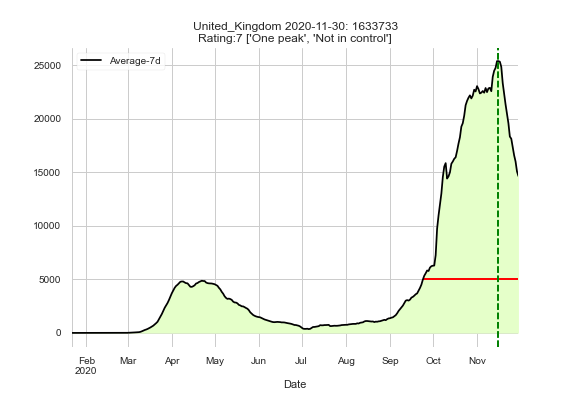 United_Kingdom 2020-11-30: 1633733
Rating:7 ['One peak', 'Not in control']
Average-7d
25000
20000
15000
10000
5000
0
Feb Mar Apr May Jun Jul Aug Sep Oct Nov
2020
Date